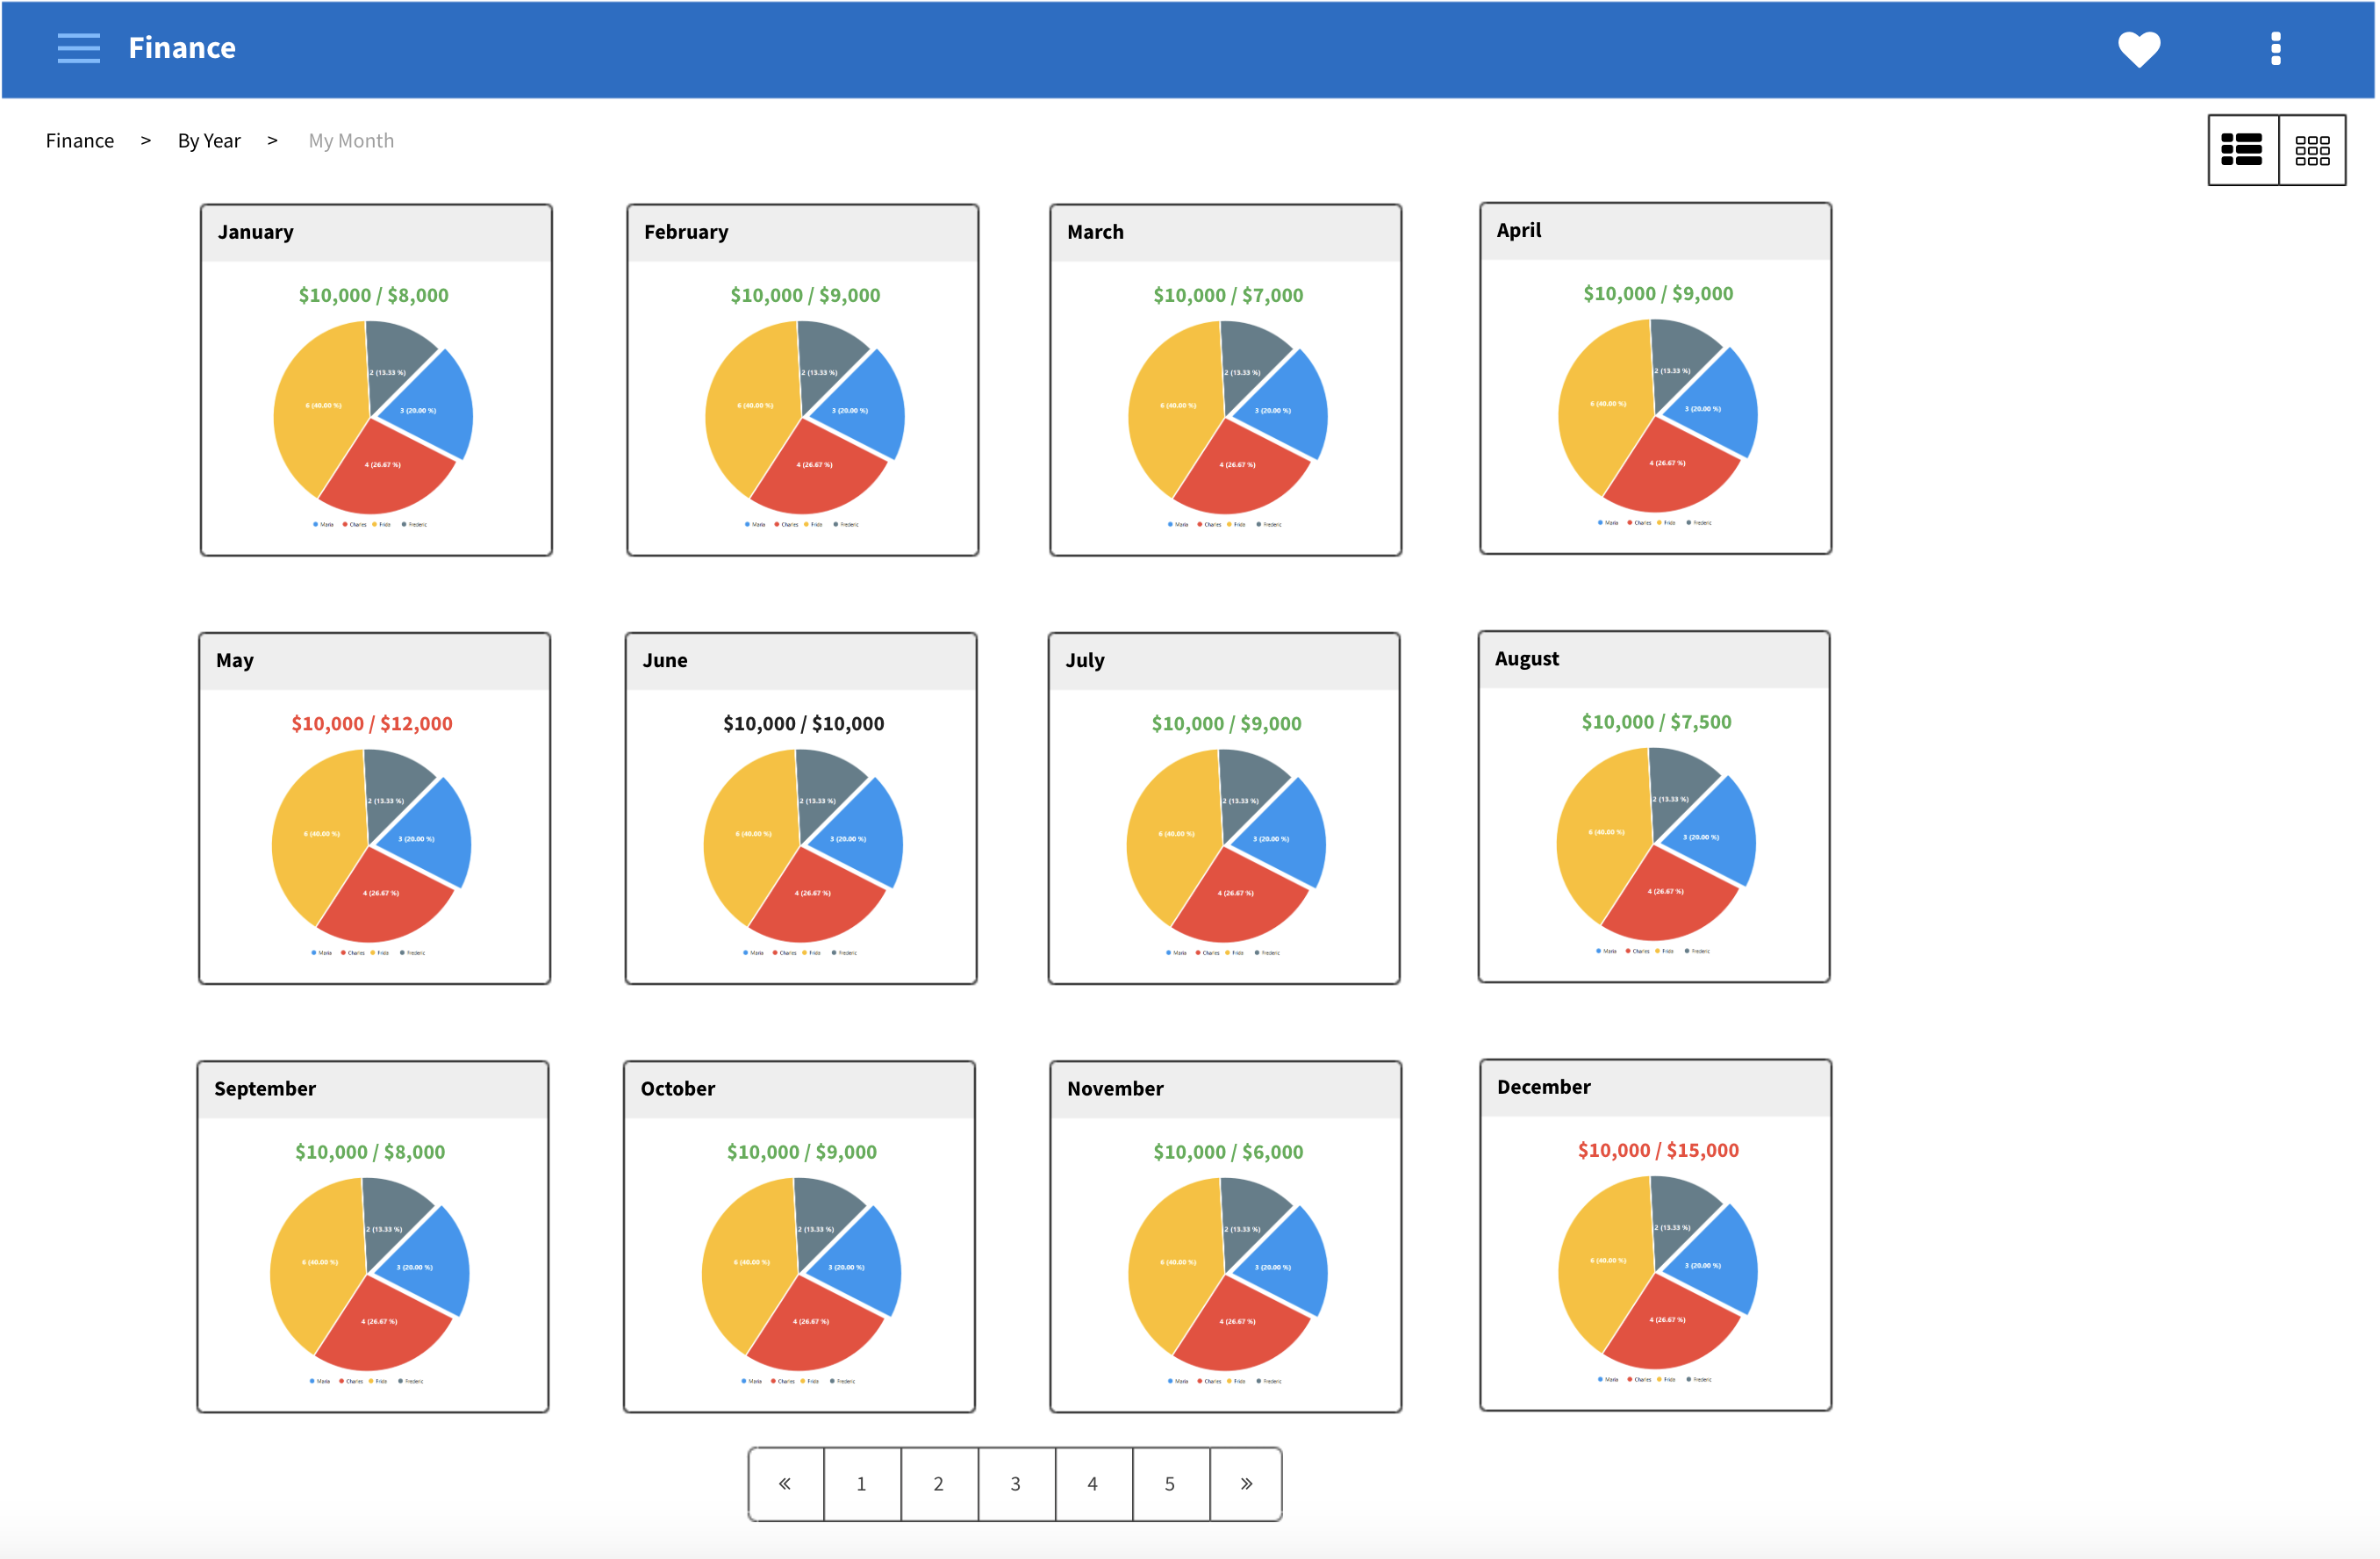 Finance
Finance > By Year > My Month
January
$10,000 / $8,000
2 (13.33 %)
6 (40.00 %)
3 (20.00 %)
4 (26.67 %)
Maria Charles Frida Frederic
February
$10,000 / $9,000
2 (13.33 %)
6 (40.00 %)
3 (20.00 %)
4 (26.67 %)
Maria Charles Frida Frederic
March
$10,000 / $7,000
2 (13.33 %)
6 (40.00 %)
3 (20.00 %)
4 (26.67 %)
Maria Charles Frida Frederic
April
$10,000 / $9,000
2 (13.33 %)
6 (40.00 %)
3 (20.00 %)
4 (26.67 %)
Maria Charles Frida Frederic
May
$10,000 / $12,000
2 (13.33 %)
6 (40.00 %)
3 (20.00 %)
4 (26.67 %)
Maria Charles Frida Frederic
June
$10,000 / $10,000
2 (13.33 %)
6 (40.00 %)
3 (20.00 %)
4 (26.67 %)
Maria Charles Frida Frederic
July
$10,000 / $9,000
2 (13.33 %)
6 (40.00 %)
3 (20.00 %)
4 (26.67 %)
Maria Charles Frida Frederic
August
$10,000 / $7,500
2 (13.33 %)
6 (40.00 %)
3 (20.00 %)
4 (26.67 %)
Maria Charles Frida Frederic
September
$10,000 / $8,000
2 (13.33 %)
6 (40.00 %)
3 (20.00 %)
4 (26.67 %)
Maria Charles Frida Frederic
October
$10,000 / $9,000
2 (13.33 %)
6 (40.00 %)
3 (20.00 %)
4 (26.67 %)
Maria Charles Frida Frederic
November
$10,000 / $6,000
2 (13.33 %)
6 (40.00 %)
3 (20.00 %)
4 (26.67 %)
Maria Charles Frida Frederic
December
$10,000 / $15,000
2 (13.33 %)
6 (40.00 %)
3 (20.00 %)
4 (26.67 %)
Maria Charles Frida Frederic
« 1 2 3 4 5 »